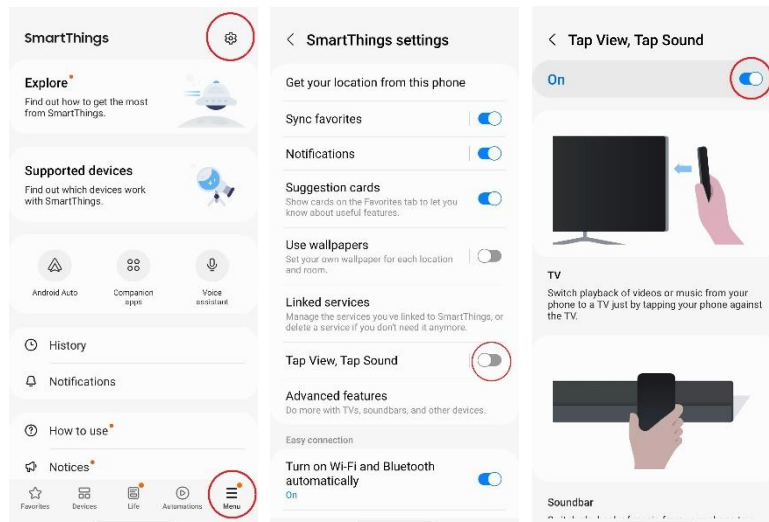 SmartThings
Explore
Find out how to get the most
from SmartThings.
Supported devices
Find out which devices work
with SmartThings.
Android Auto
Companion
apps
Voice
assistant
History
Notifications
How to use
Notices
Favorites
Devices
Life
Automations
Menu
SmartThings settings
Get your location from this phone
Sync favorites
Notifications
Suggestion cards
Show cards on the Favorites tab to let you
know about useful features.
Use wallpapers
Set your own wallpaper for each location
and room.
Linked services
Manage the services you've linked to SmartThings, or
delete a service if you don't need it anymore.
Tap View, Tap Sound
Advanced features
Do more with TVs, soundbars, and other devices.
Easy connection
Turn on Wi-Fi and Bluetooth
automatically
On
Tap View, Tap Sound
On
TV
Switch playback of videos or music from your
phone to a TV just by tapping your phone against
the TV.
Soundbar